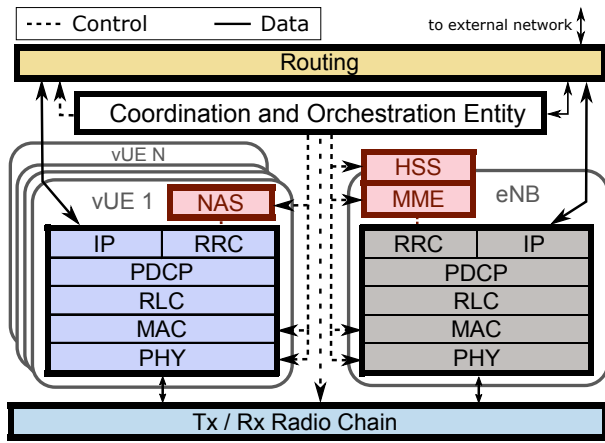 Control Data to external network
Routing
Coordination and Orchestration Entity
vUE N
vUE 1
NAS
IP RRC
PDCP
RLC
MAC
PHY
HSS
MME
eNB
RRC IP
PDCP
RLC
MAC
PHY
Tx / Rx Radio Chain